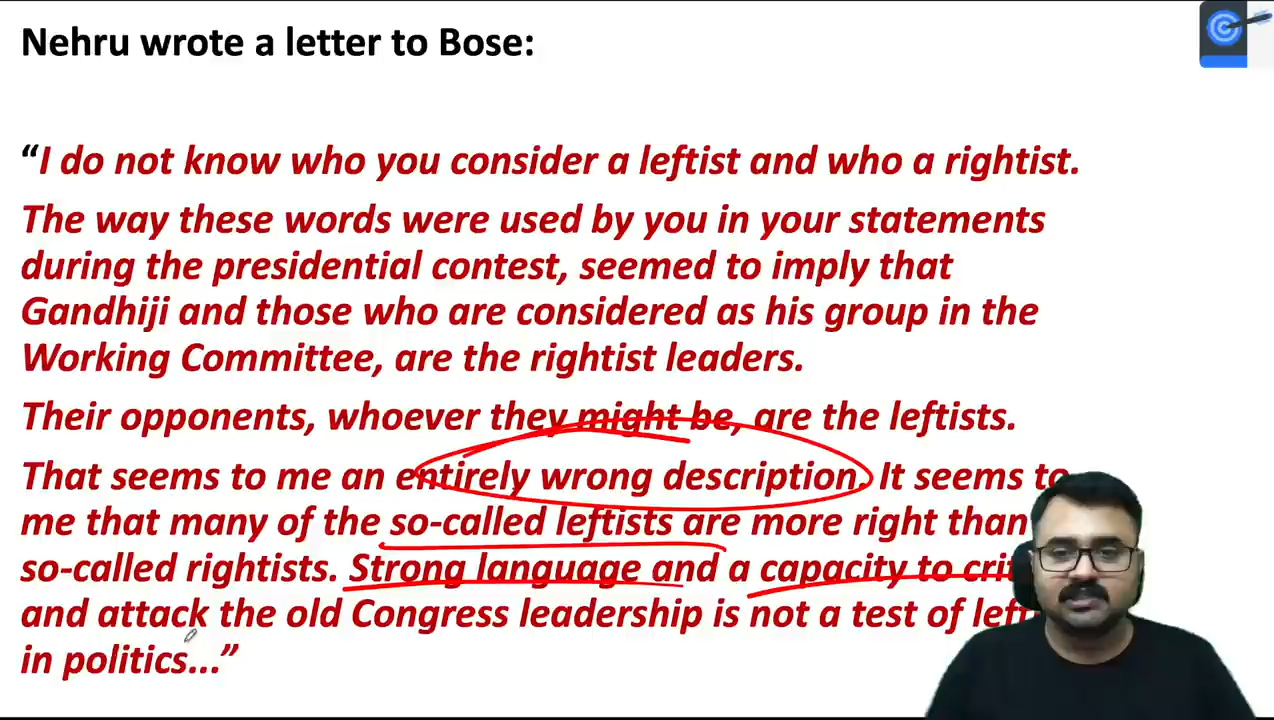 Nehru wrote a letter to Bose:
“I do not know who you consider a leftist and who a rightist.
The way these words were used by you in your statements
during the presidential contest, seemed to imply that
Gandhiji and those who are considered as his group in the
Working Committee, are the rightist leaders.
Their opponents, whoever they might be, are the leftists.
That seems to me an entirely wrong description. It seems to
me that many of the so-called leftists are more right than
so-called rightists. Strong language and a capacity to
and attack the old Congress leadership is not a test of
in politics...”